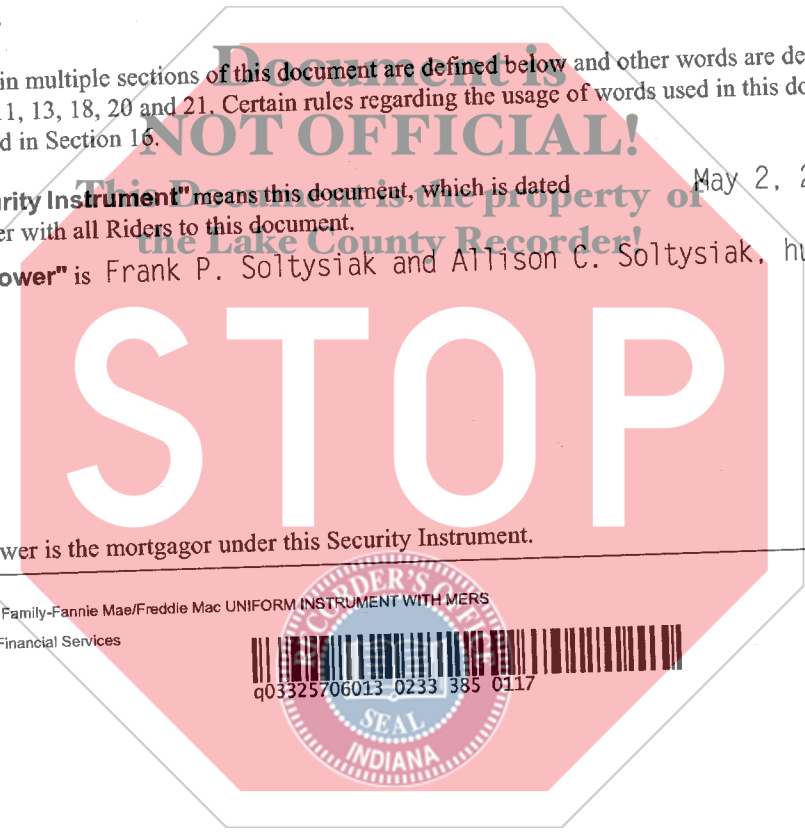 Document is
in multiple sections of this document are defined below and other words are de
11, 13, 18, 20 and 21. Certain rules regarding the usage of words used in this do
d in Section 16.
NOT OFFICIAL!
rity Instrument" means this document, which is dated May 2, 2
This Document is the property of
er with all Riders to this document.
the Lake County Recorder!
ower" is Frank P. Soltysiak and Allison C. Soltysiak, hu
STOP
wer is the mortgagor under this Security Instrument.
Family-Fannie Mae/Freddie Mac UNIFORM INSTRUMENT WITH MERS
Financial Services
q03325706013 0233 385 0117
RECORDER'S OFFICE
SEAL
INDIANA